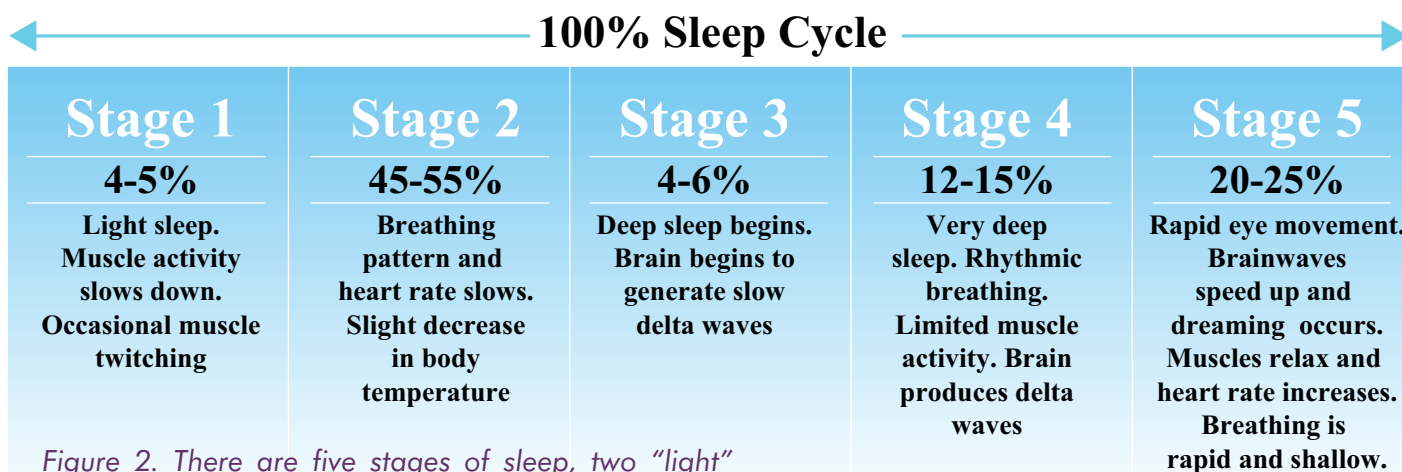 100% Sleep Cycle
Stage 1
4-5%
Light sleep.
Muscle activity
slows down.
Occasional muscle
twitching
Stage 2
45-55%
Breathing
pattern and
heart rate slows.
Slight decrease
in body
temperature
Stage 3
4-6%
Deep sleep begins.
Brain begins to
generate slow
delta waves
Stage 4
12-15%
Very deep
sleep. Rhythmic
breathing.
Limited muscle
activity. Brain
produces delta
waves
Stage 5
20-25%
Rapid eye movement.
Brainwaves
speed up and
dreaming occurs.
Muscles relax and
heart rate increases.
Breathing is
rapid and shallow.
Figure 2. There are five stages of sleep, two “light”